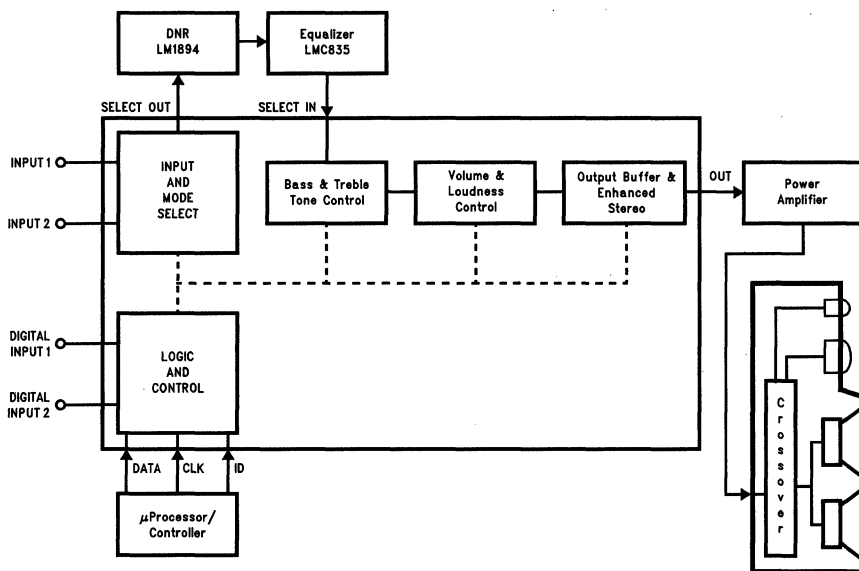 DNR
LM1894
Equalizer
LMC835
SELECT OUT
SELECT IN
INPUT 1
INPUT 2
INPUT
AND
MODE
SELECT
Bass & Treble
Tone Control
Volume &
Loudness
Control
Output Buffer &
Enhanced
Stereo
OUT
Power
Amplifier
DIGITAL
INPUT 1
DIGITAL
INPUT 2
LOGIC
AND
CONTROL
Crossover
DATA
CLK
ID
μProcessor/
Controller